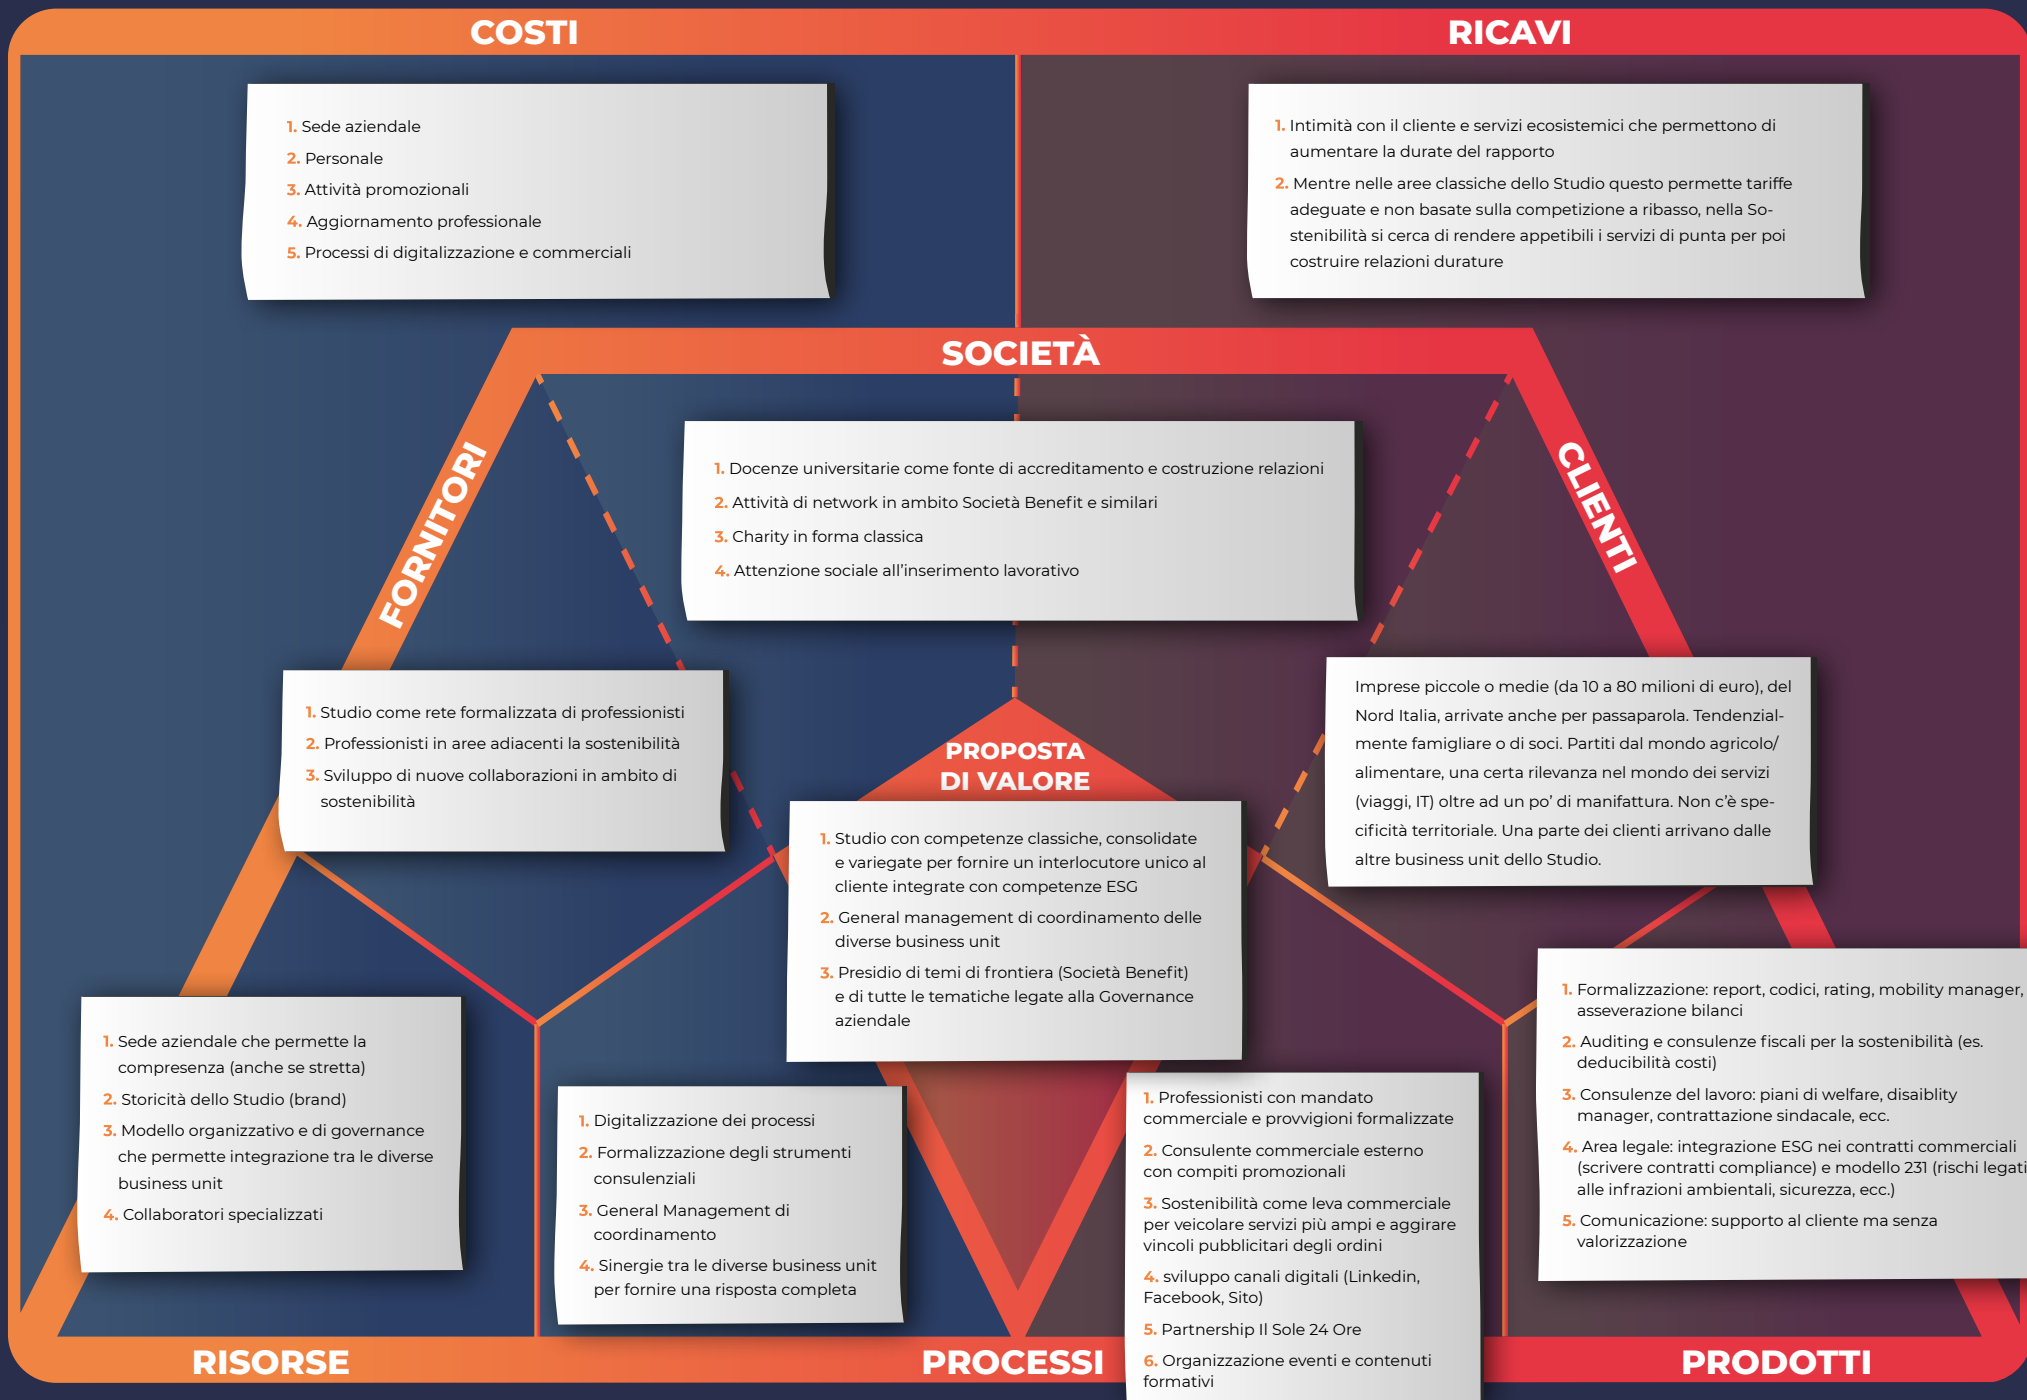 COSTI
RICAVI
1. Sede aziendale
2. Personale
3. Attività promozionali
4. Aggiornamento professionale
5. Processi di digitalizzazione e commerciali
1. Intimità con il cliente e servizi ecosistemici che permettono di
aumentare la durate del rapporto
2. Mentre nelle aree classiche dello Studio questo permette tariffe
adeguate e non basate sulla competizione a ribasso, nella So-
stenibilità si cerca di rendere appetibili i servizi di punta per poi
costruire relazioni durature
SOCIETÀ
1. Docenze universitarie come fonte di accreditamento e costruzione relazioni
2. Attività di network in ambito Società Benefit e similari
3. Charity in forma classica
4. Attenzione sociale all'inserimento lavorativo
FORNITORI
1. Studio come rete formalizzata di professionisti
2. Professionisti in aree adiacenti la sostenibilità
3. Sviluppo di nuove collaborazioni in ambito di
sostenibilità
CLIENTI
Imprese piccole o medie (da 10 a 80 milioni di euro), del
Nord Italia, arrivate anche per passaparola. Tendenzial-
mente famigliare o di soci. Partiti dal mondo agricolo/
alimentare, una certa rilevanza nel mondo dei servizi
(viaggi, IT) oltre ad un po' di manifattura. Non c'è spe-
cificità territoriale. Una parte dei clienti arrivano dalle
altre business unit dello Studio.
PROPOSTA
DI VALORE
1. Studio con competenze classiche, consolidate
e variegate per fornire un interlocutore unico al
cliente integrate con competenze ESG
2. General management di coordinamento delle
diverse business unit
3. Presidio di temi di frontiera (Società Benefit)
e di tutte le tematiche legate alla Governance
aziendale
1. Sede aziendale che permette la
compresenza (anche se stretta)
2. Storicità dello Studio (brand)
3. Modello organizzativo e di governance
che permette integrazione tra le diverse
business unit
4. Collaboratori specializzati
1. Digitalizzazione dei processi
2. Formalizzazione degli strumenti
consulenziali
3. General Management di
coordinamento
4. Sinergie tra le diverse business unit
per fornire una risposta completa
1. Professionisti con mandato
commerciale e provvigioni formalizzate
2. Consulente commerciale esterno
con compiti promozionali
3. Sostenibilità come leva commerciale
per veicolare servizi più ampi e aggirare
vincoli pubblicitari degli ordini
4. sviluppo canali digitali (Linkedin,
Facebook, Sito)
5. Partnership Il Sole 24 Ore
6. Organizzazione eventi e contenuti
formativi
1. Formalizzazione: report, codici, rating, mobility manager,
asseverazione bilanci
2. Auditing e consulenze fiscali per la sostenibilità (es.
deducibilità costi)
3. Consulenze del lavoro: piani di welfare, disaiblity
manager, contrattazione sindacale, ecc.
4. Area legale: integrazione ESG nei contratti commerciali
(scrivere contratti compliance) e modello 231 (rischi legati
alle infrazioni ambientali, sicurezza, ecc.)
5. Comunicazione: supporto al cliente ma senza
valorizzazione
RISORSE
PROCESSI
PRODOTTI